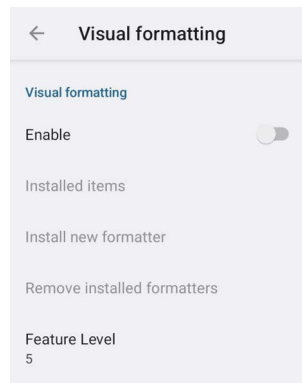 Visual formatting
Visual formatting
Enable
Installed items
Install new formatter
Remove installed formatters
Feature Level
5